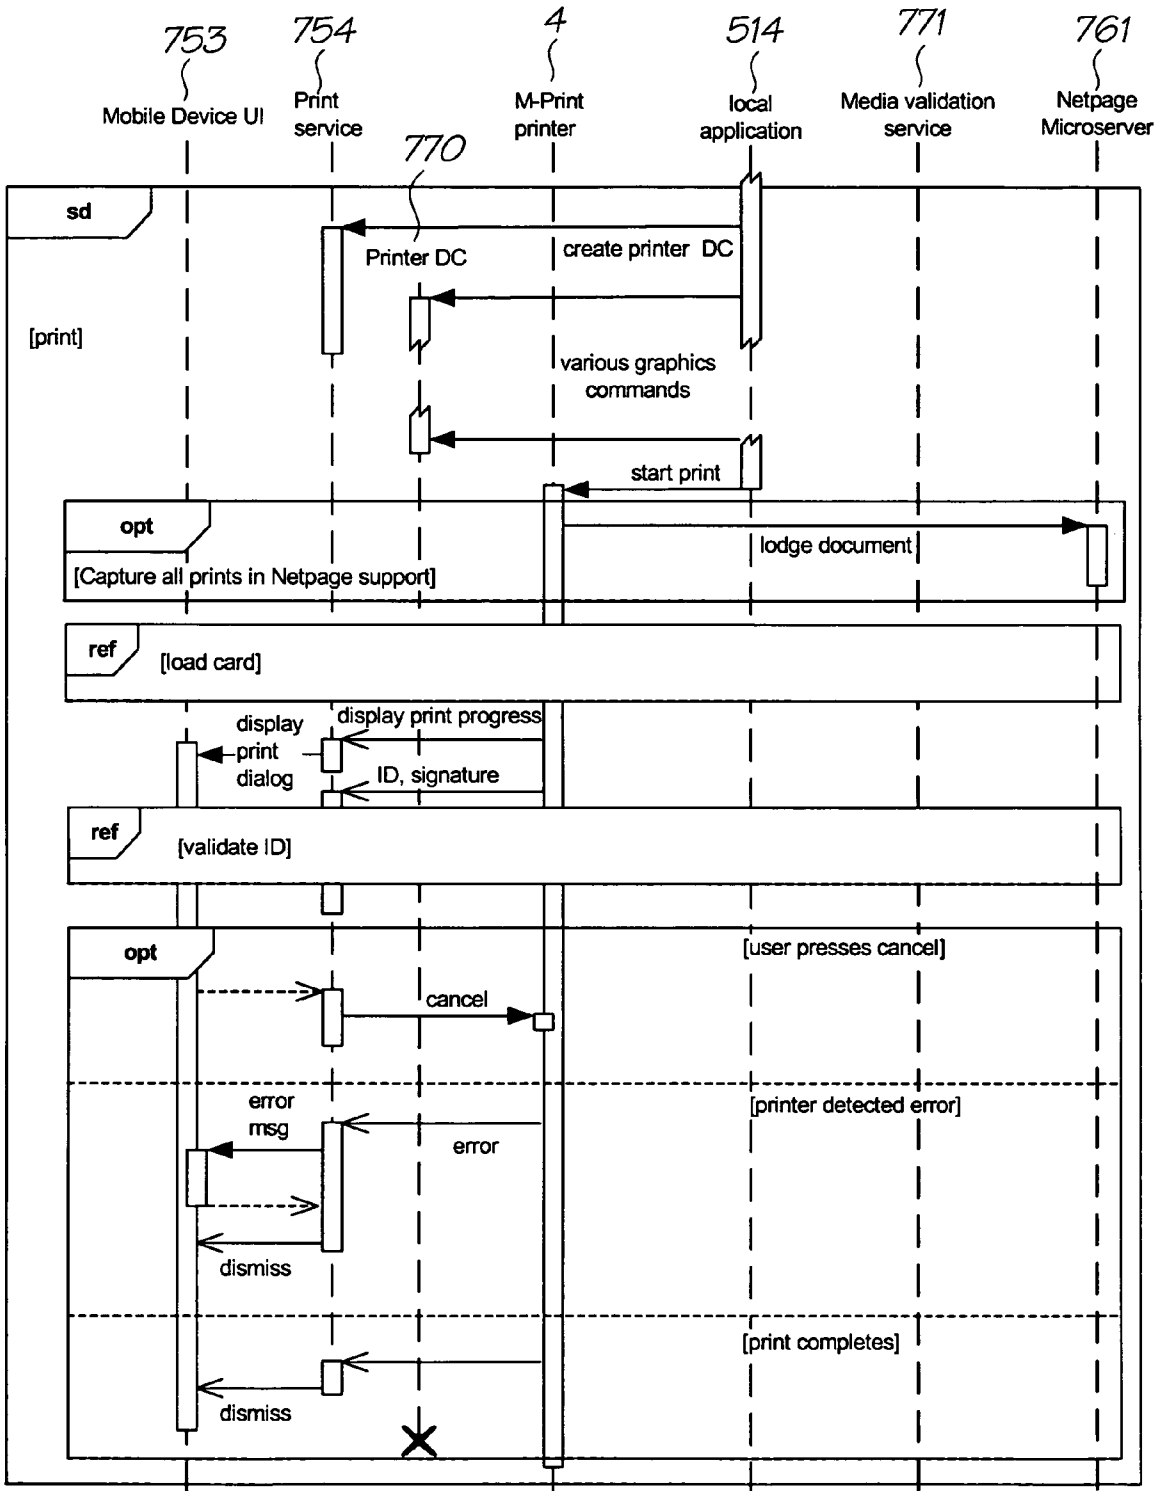 753
754
4
514
771
761
Mobile Device UI
Print
service
M-Print
printer
local
application
Media validation
service
Netpage
Microserver
770
sd
Printer DC
create printer DC
[print]
various graphics
commands
start print
opt
lodge document
[Capture all prints in Netpage support]
ref
[load card]
display print progress
display
print
dialog
ID, signature
ref
[validate ID]
opt
[user presses cancel]
cancel
error
msg
[printer detected error]
error
dismiss
[print completes]
dismiss